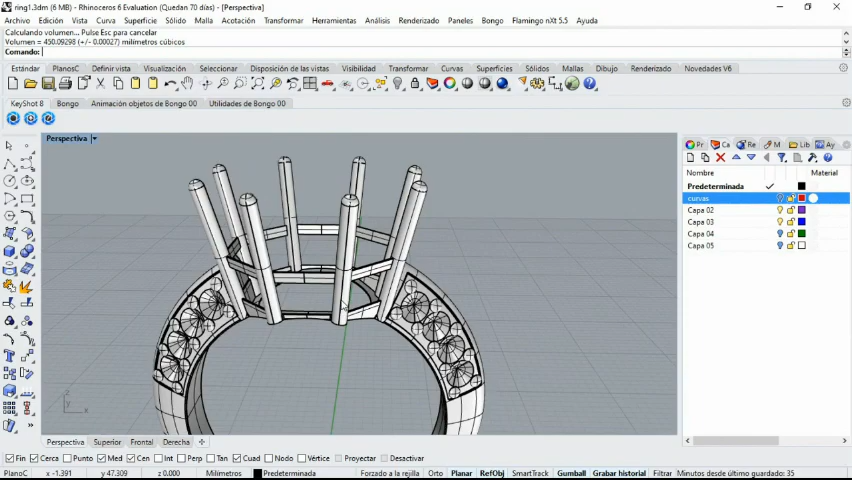 ring1.3dm (6 MB) - Rhinoceros 6 Evaluation (Quedan 70 días) - [Perspectiva]
Archivo Edición Vista Curva Superficie Sólido Malla Acotación Transformar Herramientas Análisis Renderizado Paneles Bongo Flamingo nXt 5.5 Ayuda
Calculando volumen... Pulse Esc para cancelar
Volumen = 450.09298 (+/- 0.00027) milímetros cúbicos
Comando:
Estándar PlanosC Definir vista Visualización Seleccionar Disposición de vistas Visibilidad Transformar Curvas Superficies Sólidos Mallas Dibujo Renderizado Novedades V6
KeyShot 8 Bongo Animación objetos de Bongo 00 Utilidades de Bongo 00
Perspectiva
Pr Ca Re M Lib Ay
Nombre Material
Predeterminada
curvas
Capa 02
Capa 03
Capa 04
Capa 05
z
y
x
Perspectiva Superior Frontal Derecha
Fin Cerca Punto Med Cen Int Perp Tan Cuad Nodo Vértice Proyectar Desactivar
PlanoC x -1.391 y 47.309 z 0.000 Milímetros Predeterminada Forzado a la rejilla Orto Planar RefObj SmartTrack Gumball Grabar historial Filtrar Minutos desde último guardado: 35